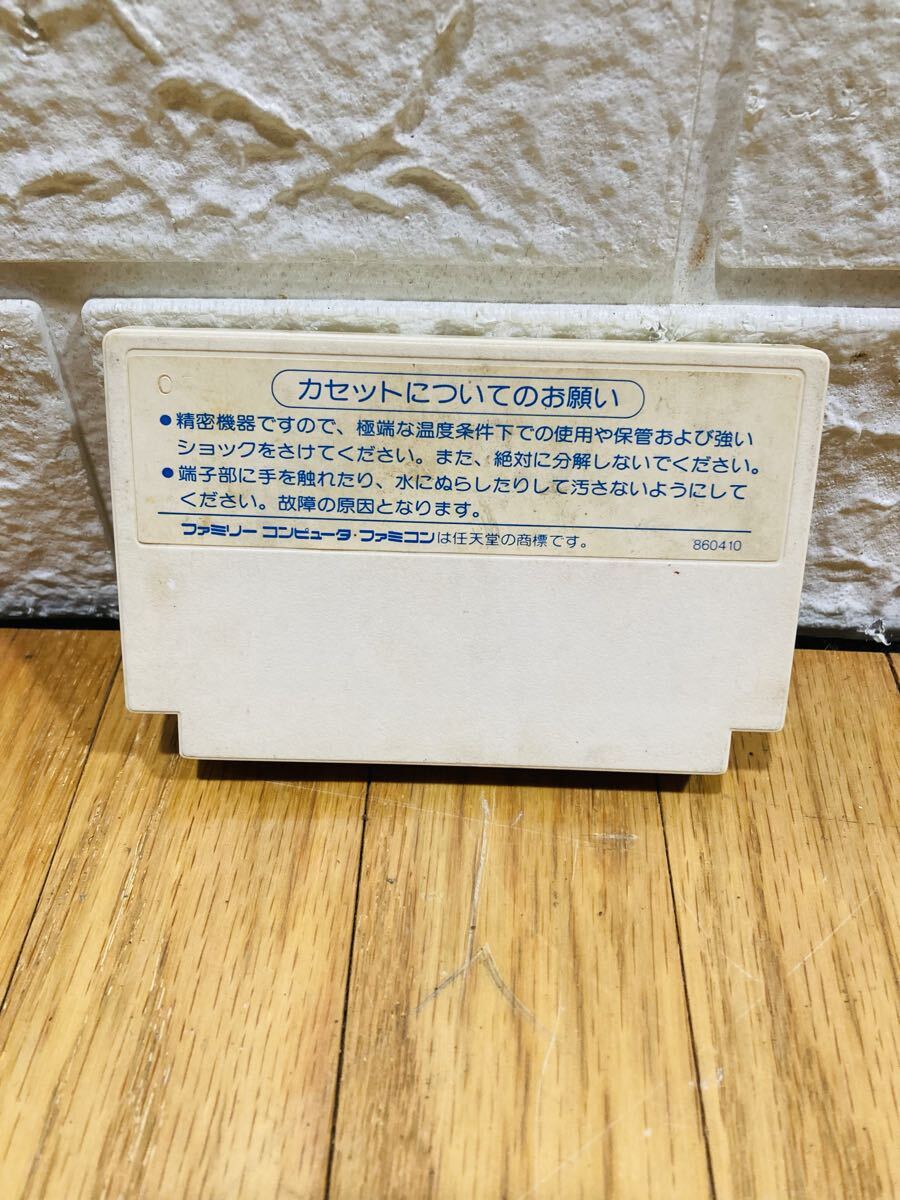 カセットについてのお願い
●精密機器ですので、極端な温度条件下での使用や保管および強い
ショックをさけてください。また、絶対に分解しないでください。
●端子部に手を触れたり、水にぬらしたりして汚さないようにして
ください。故障の原因となります。
ファミリーコンピュータ・ファミコンは任天堂の商標です。 860410